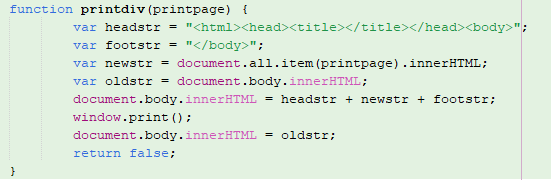 function printdiv(printpage) {
var headstr = "<html><head><title></title></head><body>";
var footstr = "</body>";
var newstr = document.all.item(printpage).innerHTML;
var oldstr = document.body.innerHTML;
document.body.innerHTML = headstr + newstr + footstr;
window.print();
document.body.innerHTML = oldstr;
return false;
}